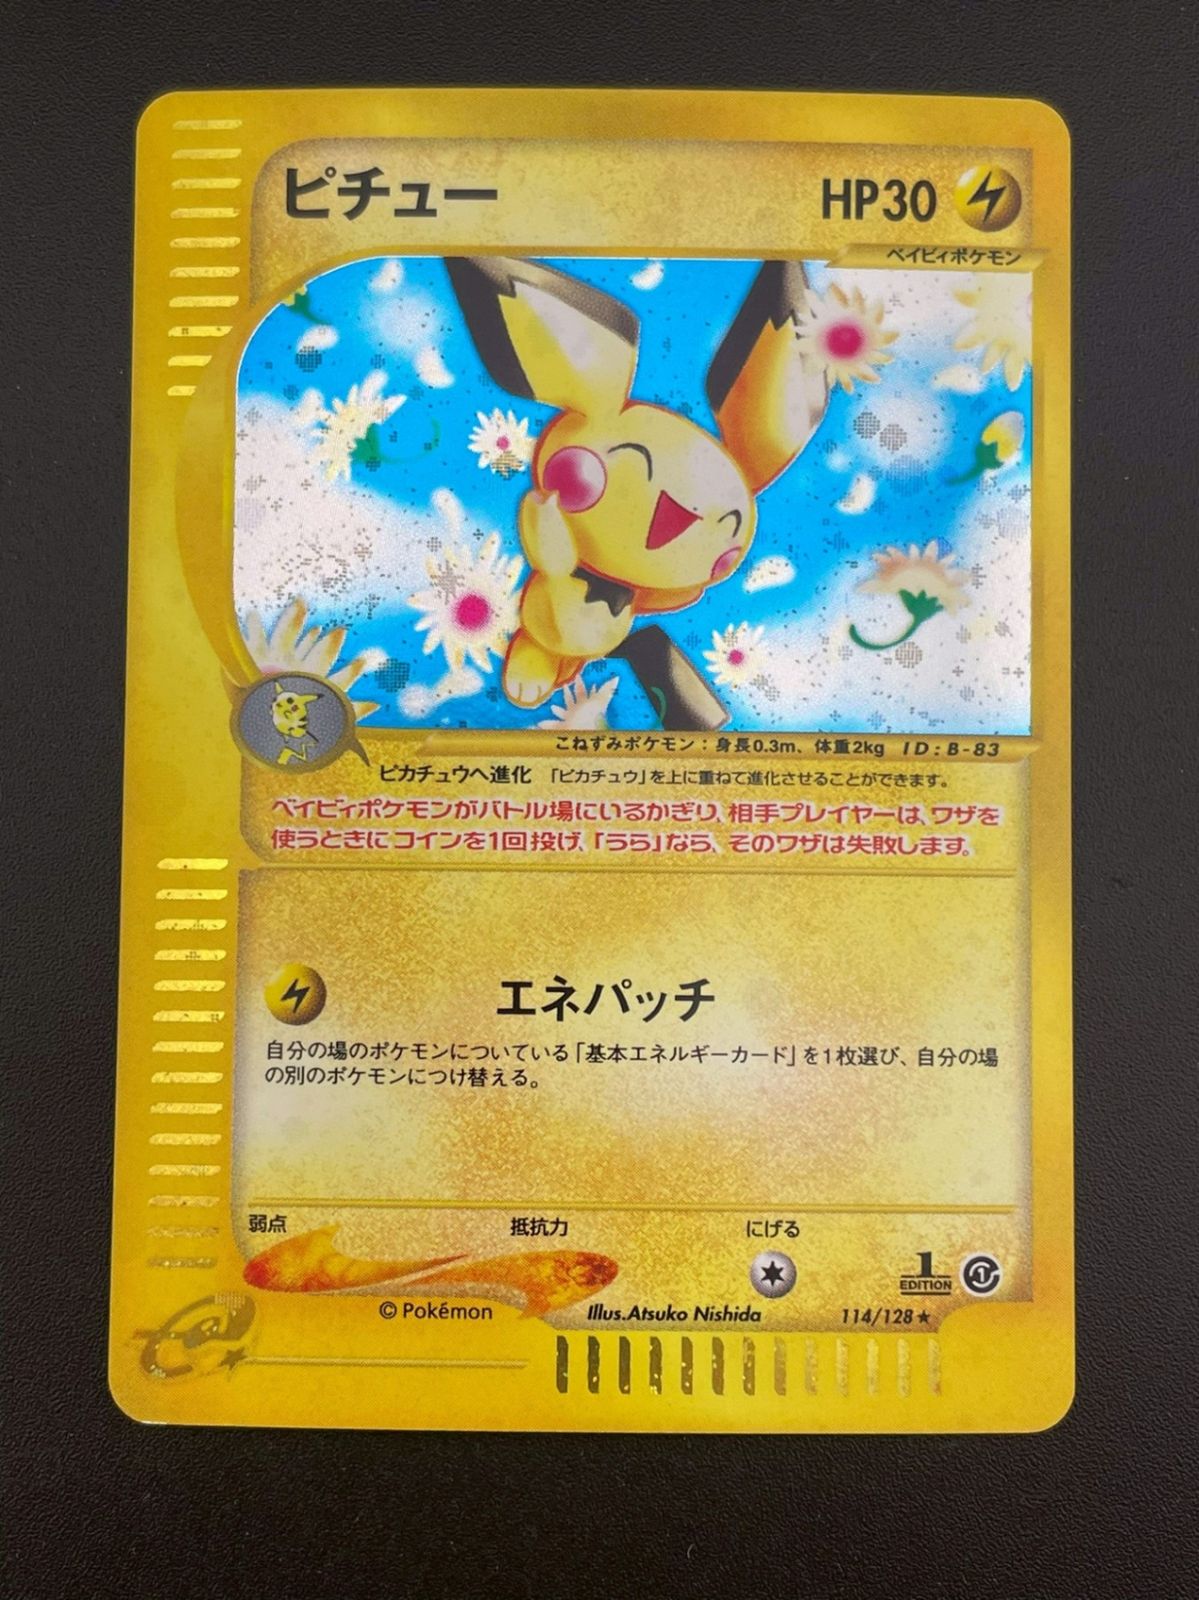 ピチュー HP30
ベイビィポケモン
こねずみポケモン：身長0.3m、体重2kg ID：B-83
ピカチュウへ進化 「ピカチュウ」を上に重ねて進化させることができます。
ベイビィポケモンがバトル場にいるかぎり、相手プレイヤーは、ワザを
使うときにコインを1回投げ、「うら」なら、そのワザは失敗します。
エネパッチ
自分の場のポケモンについている「基本エネルギーカード」を1枚選び、自分の場
の別のポケモンにつけ替える。
弱点 抵抗力 にげる
1
EDITION
© Pokémon Illus.Atsuko Nishida 114/128★